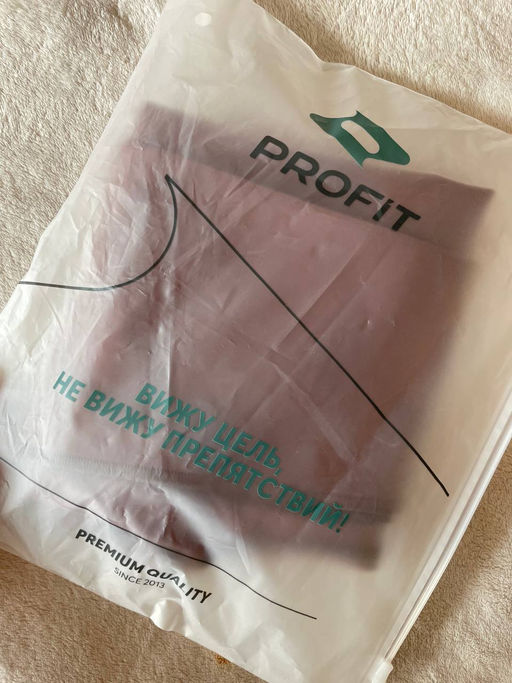 PROFIT
ВИЖУ ЦЕЛЬ,
НЕ ВИЖУ ПРЕПЯТСТВИЙ!
PREMIUM QUALITY
SINCE 2013